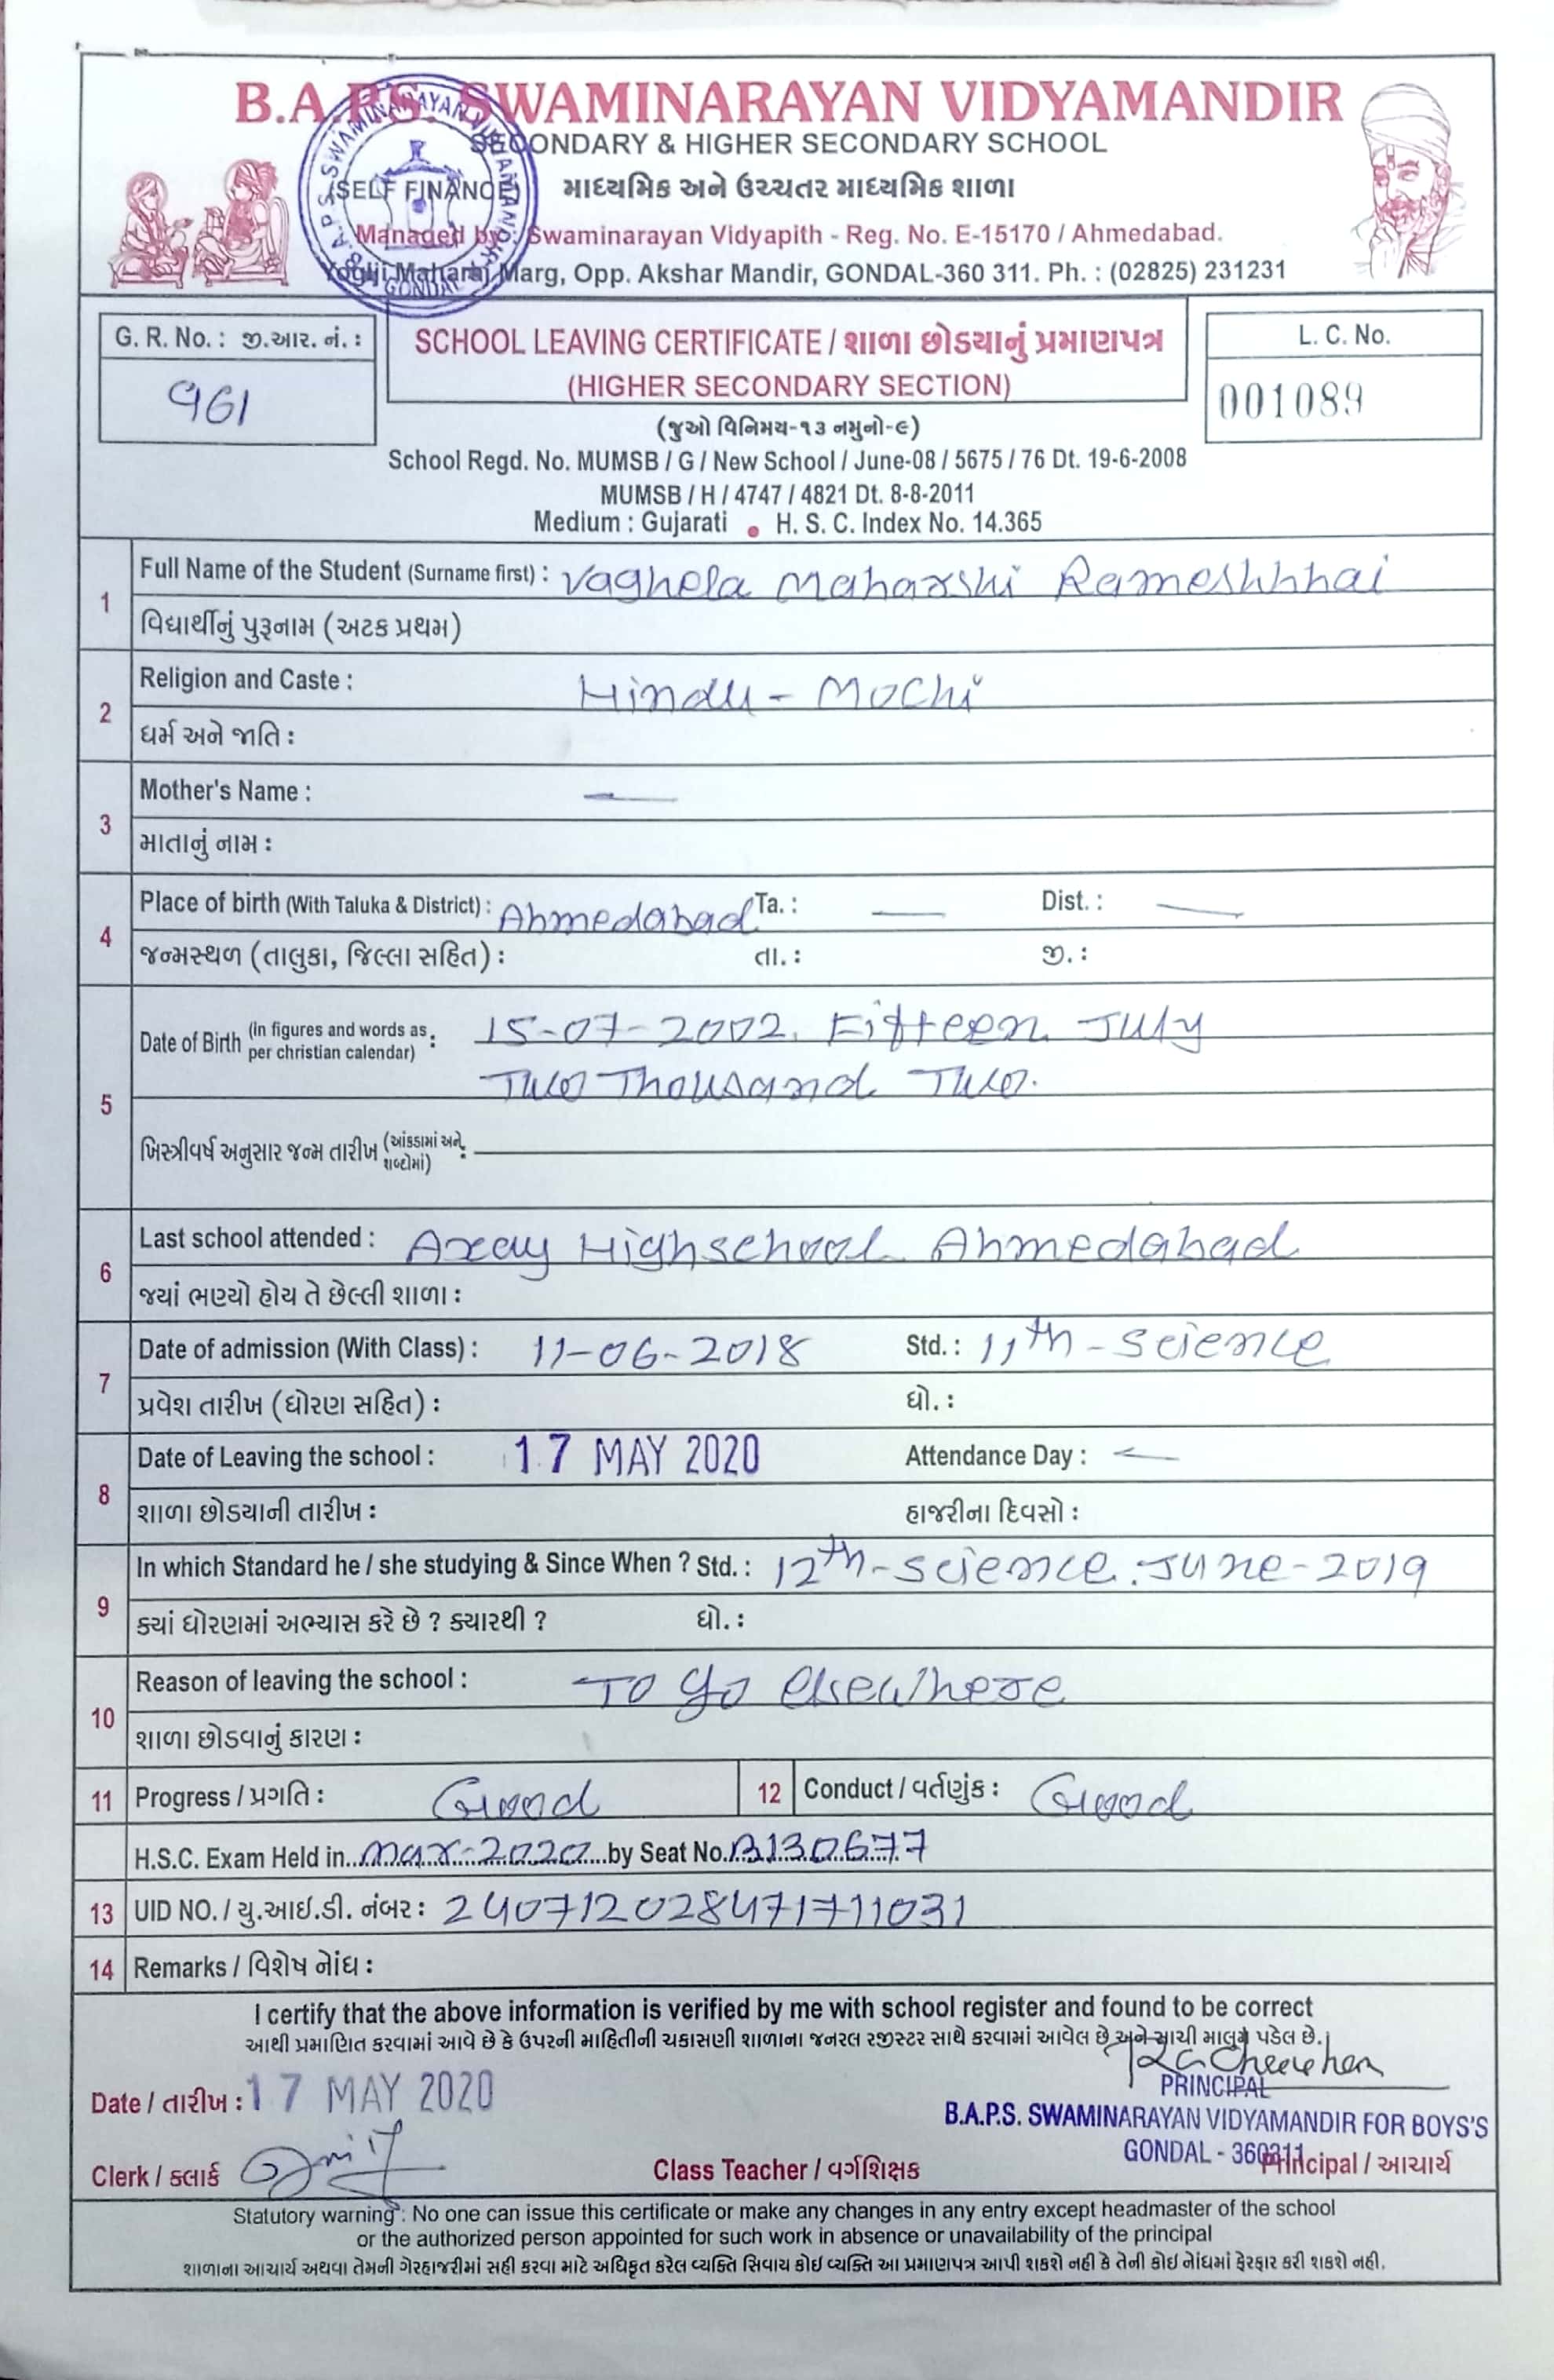 B.A.P.S. SWAMINARAYAN VIDYAMANDIR
SECONDARY & HIGHER SECONDARY SCHOOL
(SELF FINANCE) માધ્યમિક અને ઉચ્ચતર માધ્યમિક શાળા
Managed by : Swaminarayan Vidyapith - Reg. No. E-15170 / Ahmedabad.
Yogiji Maharaj Marg, Opp. Akshar Mandir, GONDAL-360 311. Ph. : (02825) 231231
G. R. No. : જી.આર. નં. :
961
SCHOOL LEAVING CERTIFICATE / શાળા છોડયાનું પ્રમાણપત્ર
(HIGHER SECONDARY SECTION)
L. C. No.
001089
(જુઓ વિનિમય-૧૩ નમુનો-૯)
School Regd. No. MUMSB / G / New School / June-08 / 5675 / 76 Dt. 19-6-2008
MUMSB / H / 4747 / 4821 Dt. 8-8-2011
Medium : Gujarati • H. S. C. Index No. 14.365
1 Full Name of the Student (Surname first) : Vaghela Maharshi Rameshbhai
વિદ્યાર્થીનું પુરૂનામ (અટક પ્રથમ)
2 Religion and Caste : Hindu - Mochi
ધર્મ અને જાતિ :
3 Mother's Name : —
માતાનું નામ :
4 Place of birth (With Taluka & District) : Ahmedabad Ta. : — Dist. : —
જન્મસ્થળ (તાલુકા, જિલ્લા સહિત) : તા. : જી. :
5 Date of Birth (in figures and words as per christian calendar) : 15-07-2002. Fifteen July
Two Thousand Two.
ખ્રિસ્ત્રીવર્ષ અનુસાર જન્મ તારીખ (આંકડામાં અને શબ્દોમાં) :
6 Last school attended : Axay Highschool Ahmedabad
જયાં ભણ્યો હોય તે છેલ્લી શાળા :
7 Date of admission (With Class) : 11-06-2018 Std. : 11th - Science
પ્રવેશ તારીખ (ધોરણ સહિત) : ધો. :
8 Date of Leaving the school : 17 MAY 2020 Attendance Day : —
શાળા છોડયાની તારીખ : હાજરીના દિવસો :
9 In which Standard he / she studying & Since When ? Std. : 12th - Science. June-2019
ક્યાં ધોરણમાં અભ્યાસ કરે છે ? ક્યારથી ? ધો. :
10 Reason of leaving the school : To go elsewhere
શાળા છોડવાનું કારણ :
11 Progress / પ્રગતિ : Good 12 Conduct / વર્તણુંક : Good
H.S.C. Exam Held in Mar-2020 by Seat No. B130677
13 UID NO. / યુ.આઇ.ડી. નંબર : 240712028471711031
14 Remarks / વિશેષ નોંધ :
I certify that the above information is verified by me with school register and found to be correct
આથી પ્રમાણિત કરવામાં આવે છે કે ઉપરની માહિતીની ચકાસણી શાળાના જનરલ રજીસ્ટર સાથે કરવામાં આવેલ છે અને સાચી માલુમ પડેલ છે.
Date / તારીખ : 17 MAY 2020
PRINCIPAL
B.A.P.S. SWAMINARAYAN VIDYAMANDIR FOR BOYS'S
GONDAL - 360311
Clerk / ક્લાર્ક Class Teacher / વર્ગશિક્ષક Principal / આચાર્ય
Statutory warning : No one can issue this certificate or make any changes in any entry except headmaster of the school
or the authorized person appointed for such work in absence or unavailability of the principal
શાળાના આચાર્ય અથવા તેમની ગેરહાજરીમાં સહી કરવા માટે અધિકૃત કરેલ વ્યક્તિ સિવાય કોઇ વ્યક્તિ આ પ્રમાણપત્ર આપી શકશે નહી કે તેની કોઇ નોંધમાં ફેરફાર કરી શકશે નહી.